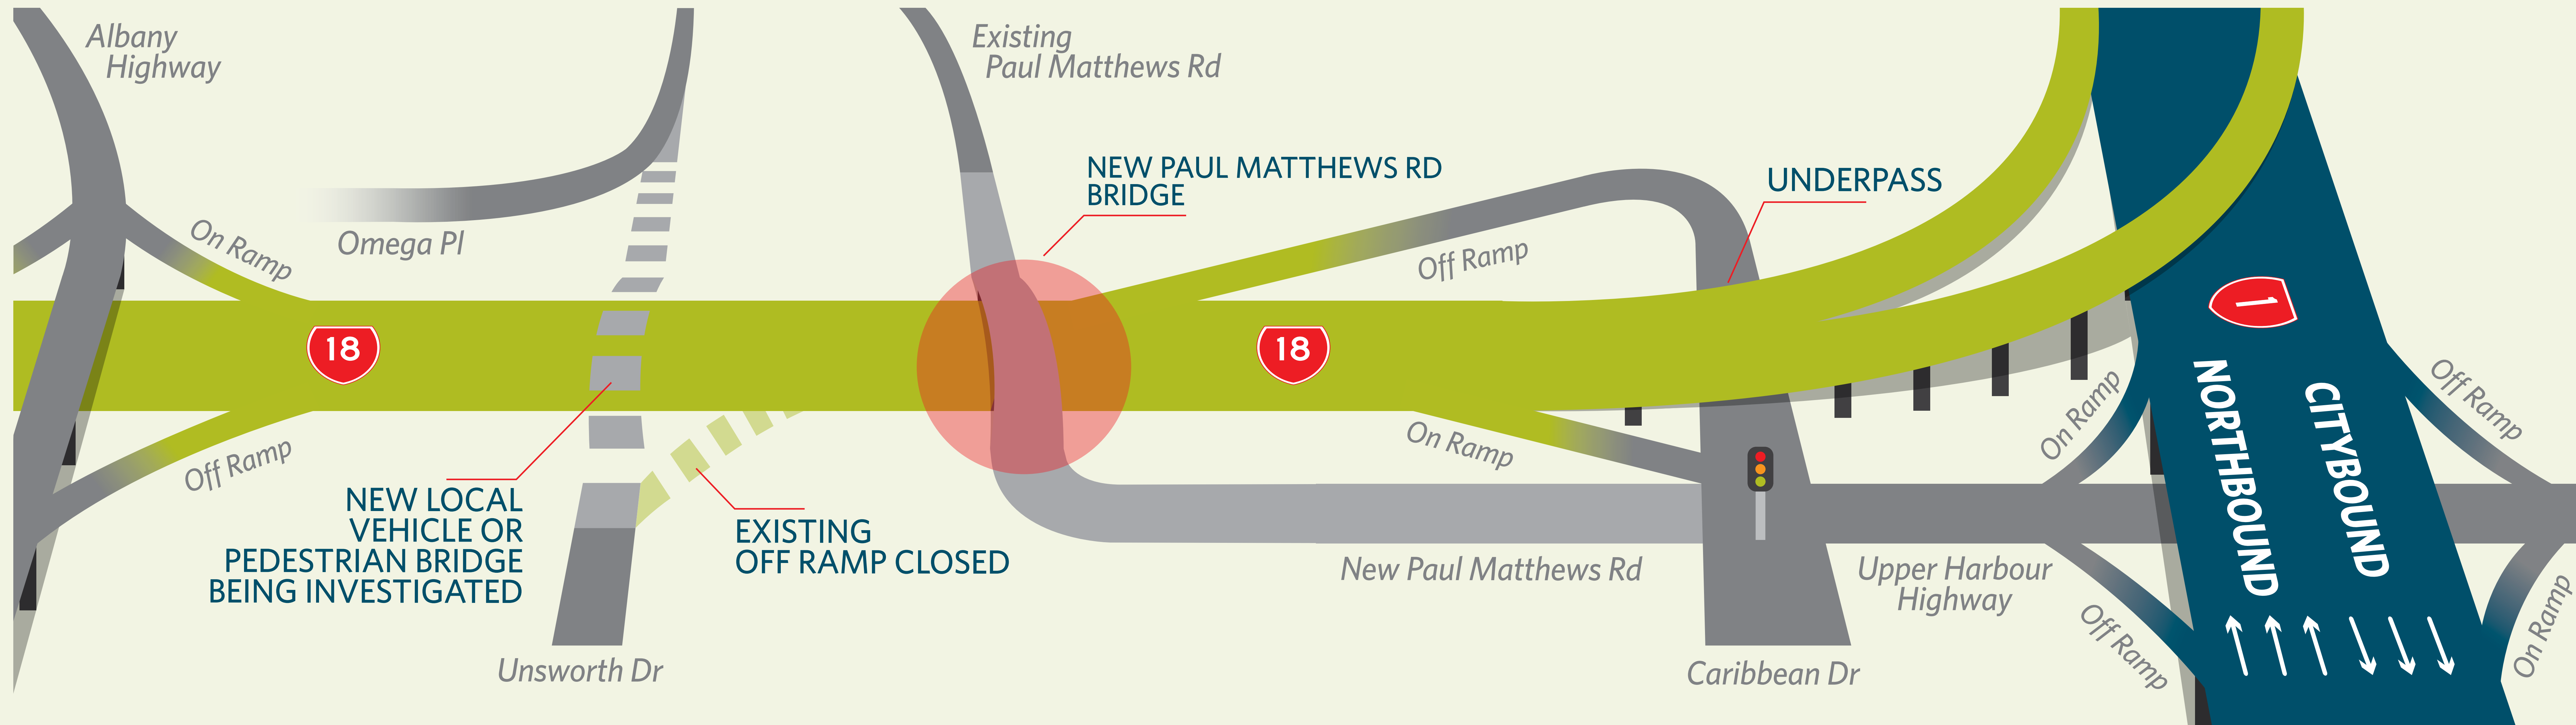 Albany
Highway
Existing
Paul Matthews Rd
NEW PAUL MATTHEWS RD
BRIDGE
UNDERPASS
On Ramp
Omega Pl
Off Ramp
1
18
18
NORTHBOUND
CITYBOUND
Off Ramp
On Ramp
Off Ramp
On Ramp
NEW LOCAL
VEHICLE OR
PEDESTRIAN BRIDGE
BEING INVESTIGATED
EXISTING
OFF RAMP CLOSED
New Paul Matthews Rd
Upper Harbour
Highway
Off Ramp
On Ramp
Unsworth Dr
Caribbean Dr